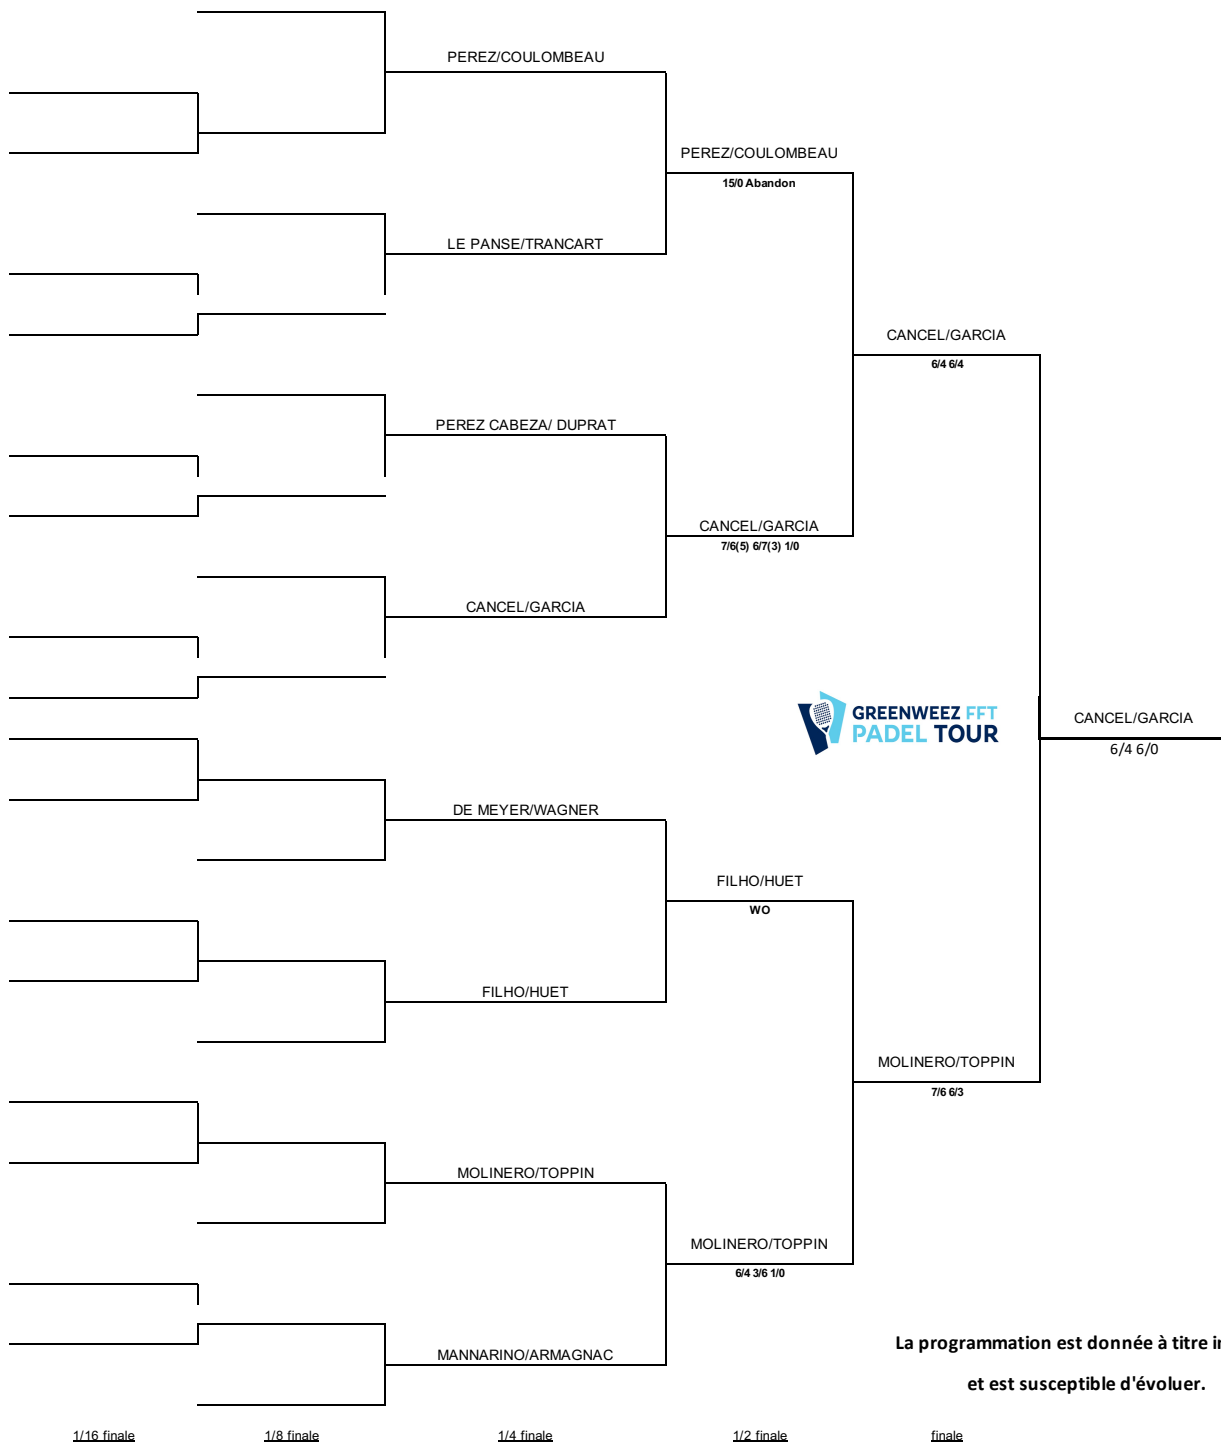 PEREZ/COULOMBEAU
PEREZ/COULOMBEAU
15/0 Abandon
LE PANSE/TRANCART
CANCEL/GARCIA
6/4 6/4
PEREZ CABEZA/ DUPRAT
CANCEL/GARCIA
7/6(5) 6/7(3) 1/0
CANCEL/GARCIA
GREENWEEZ FFT
PADEL TOUR
CANCEL/GARCIA
6/4 6/0
DE MEYER/WAGNER
FILHO/HUET
WO
FILHO/HUET
MOLINERO/TOPPIN
7/6 6/3
MOLINERO/TOPPIN
MOLINERO/TOPPIN
6/4 3/6 1/0
MANNARINO/ARMAGNAC
La programmation est donnée à titre
et est susceptible d'évoluer.
1/16 finale
1/8 finale
1/4 finale
1/2 finale
finale